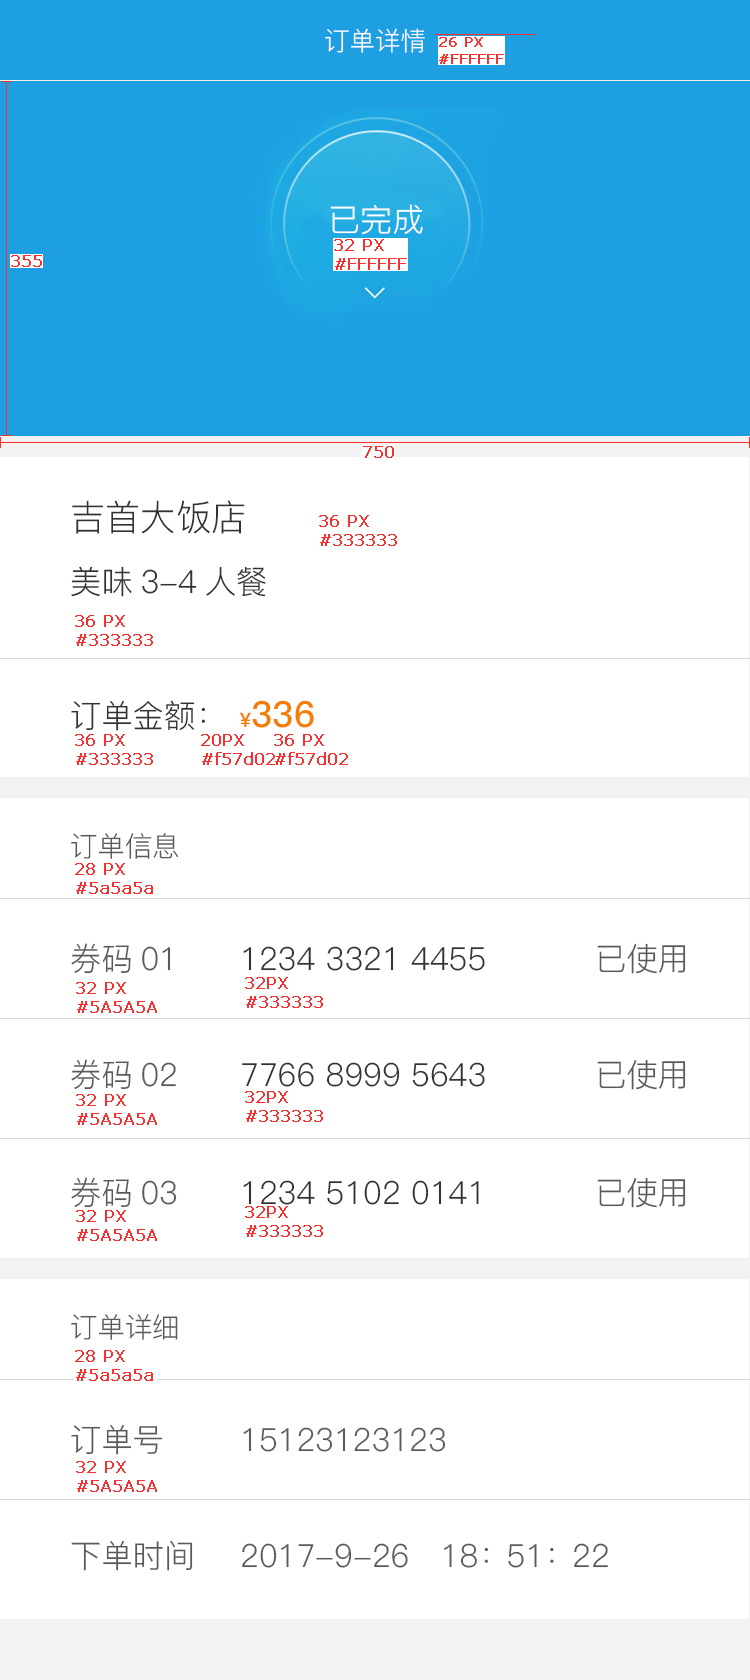 订单详情
26 PX
#FFFFFF
已完成
32 PX
#FFFFFF
355
750
吉首大饭店
36 PX
#333333
美味 3-4 人餐
36 PX
#333333
订单金额: ¥336
36 PX 20PX 36 PX
#333333 #f57d02 #f57d02
订单信息
28 PX
#5a5a5a
券码 01 1234 3321 4455 已使用
32 PX 32PX
#5A5A5A #333333
券码 02 7766 8999 5643 已使用
32 PX 32PX
#5A5A5A #333333
券码 03 1234 5102 0141 已使用
32 PX 32PX
#5A5A5A #333333
订单详细
28 PX
#5a5a5a
订单号 15123123123
32 PX
#5A5A5A
下单时间 2017-9-26 18: 51: 22